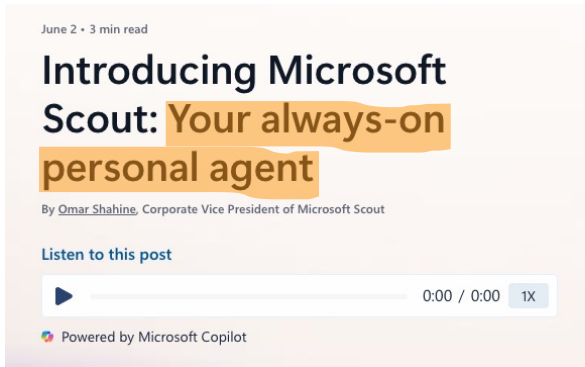 June 2 • 3 min read
Introducing Microsoft
Scout: Your always-on
personal agent
By Omar Shahine, Corporate Vice President of Microsoft Scout
Listen to this post
0:00 / 0:00 1X
Powered by Microsoft Copilot